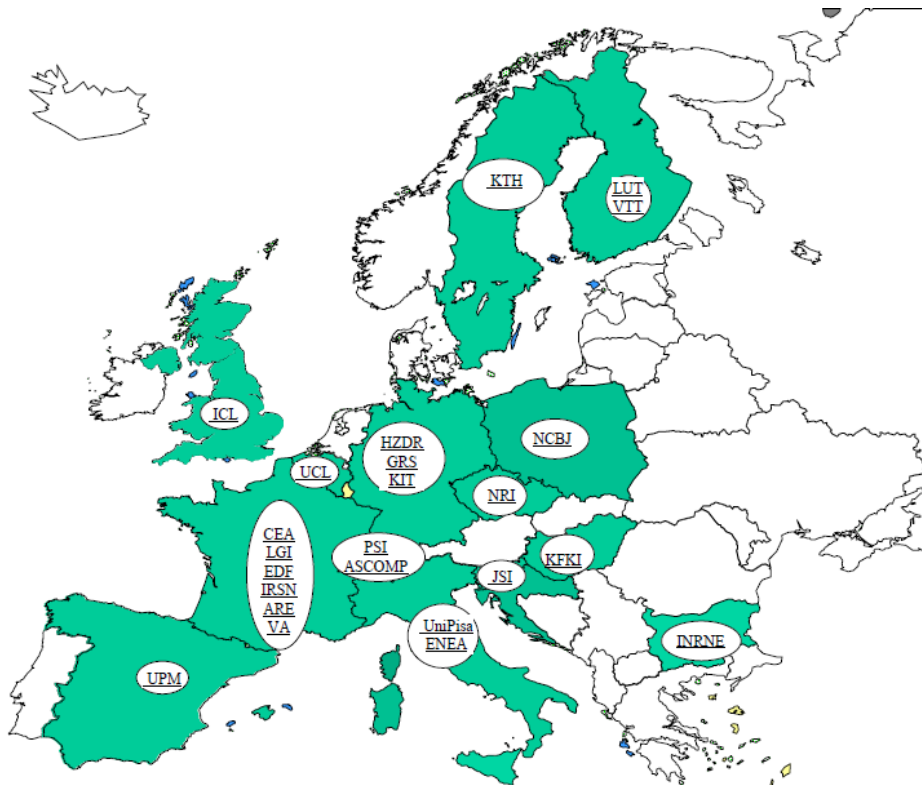 KTH
LUT
VTT
ICL
HZDR
GRS
KIT
NCBJ
UCL
NRI
CEA
LGI
EDF
IRSN
ARE
VA
PSI
ASCOMP
KFKI
JSI
UniPisa
ENEA
INRNE
UPM